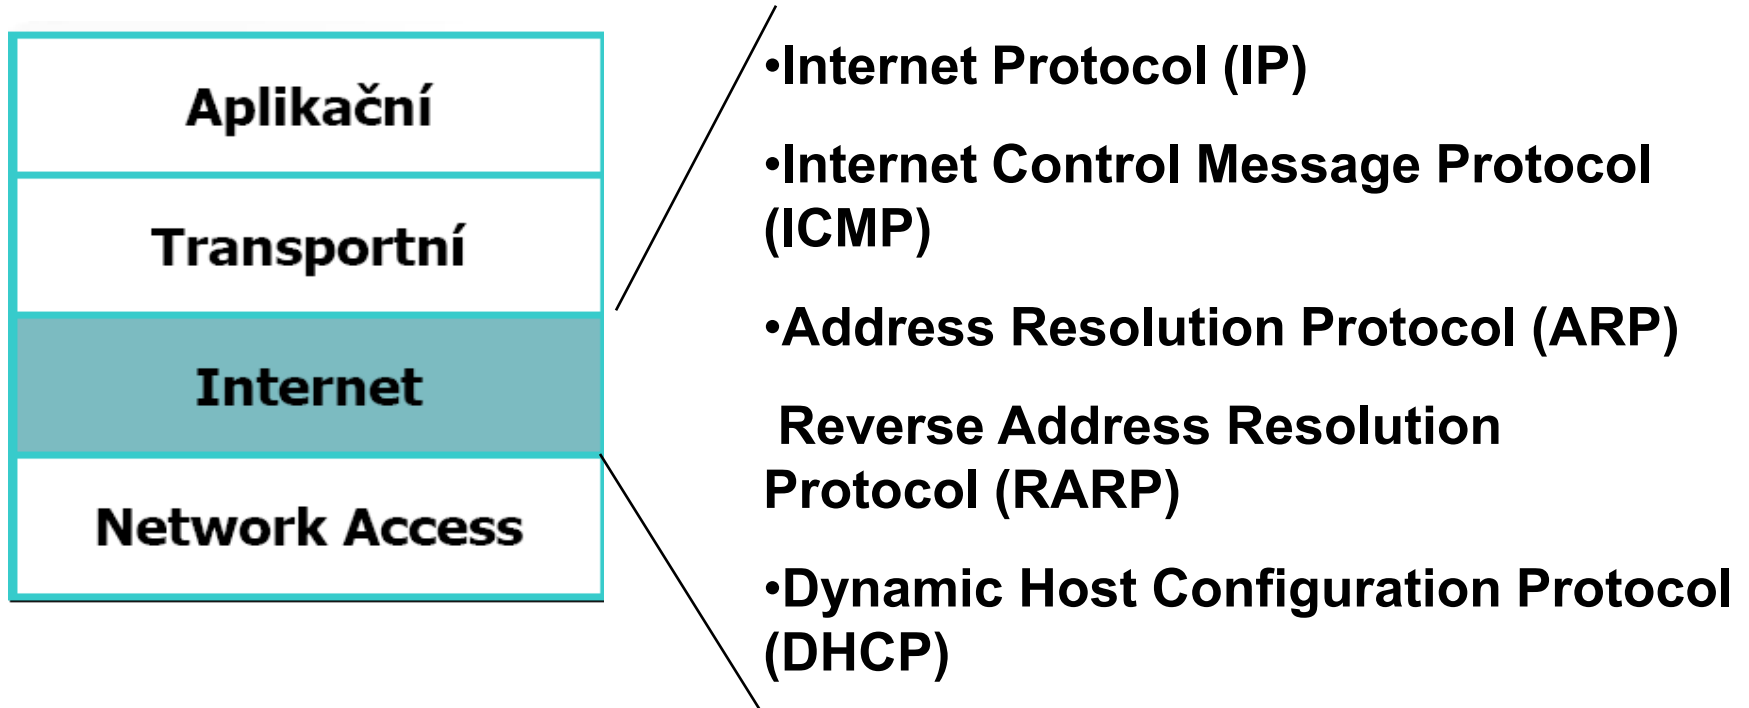 Aplikační
Transportní
Internet
Network Access
•Internet Protocol (IP)
•Internet Control Message Protocol
(ICMP)
•Address Resolution Protocol (ARP)
Reverse Address Resolution
Protocol (RARP)
•Dynamic Host Configuration Protocol
(DHCP)